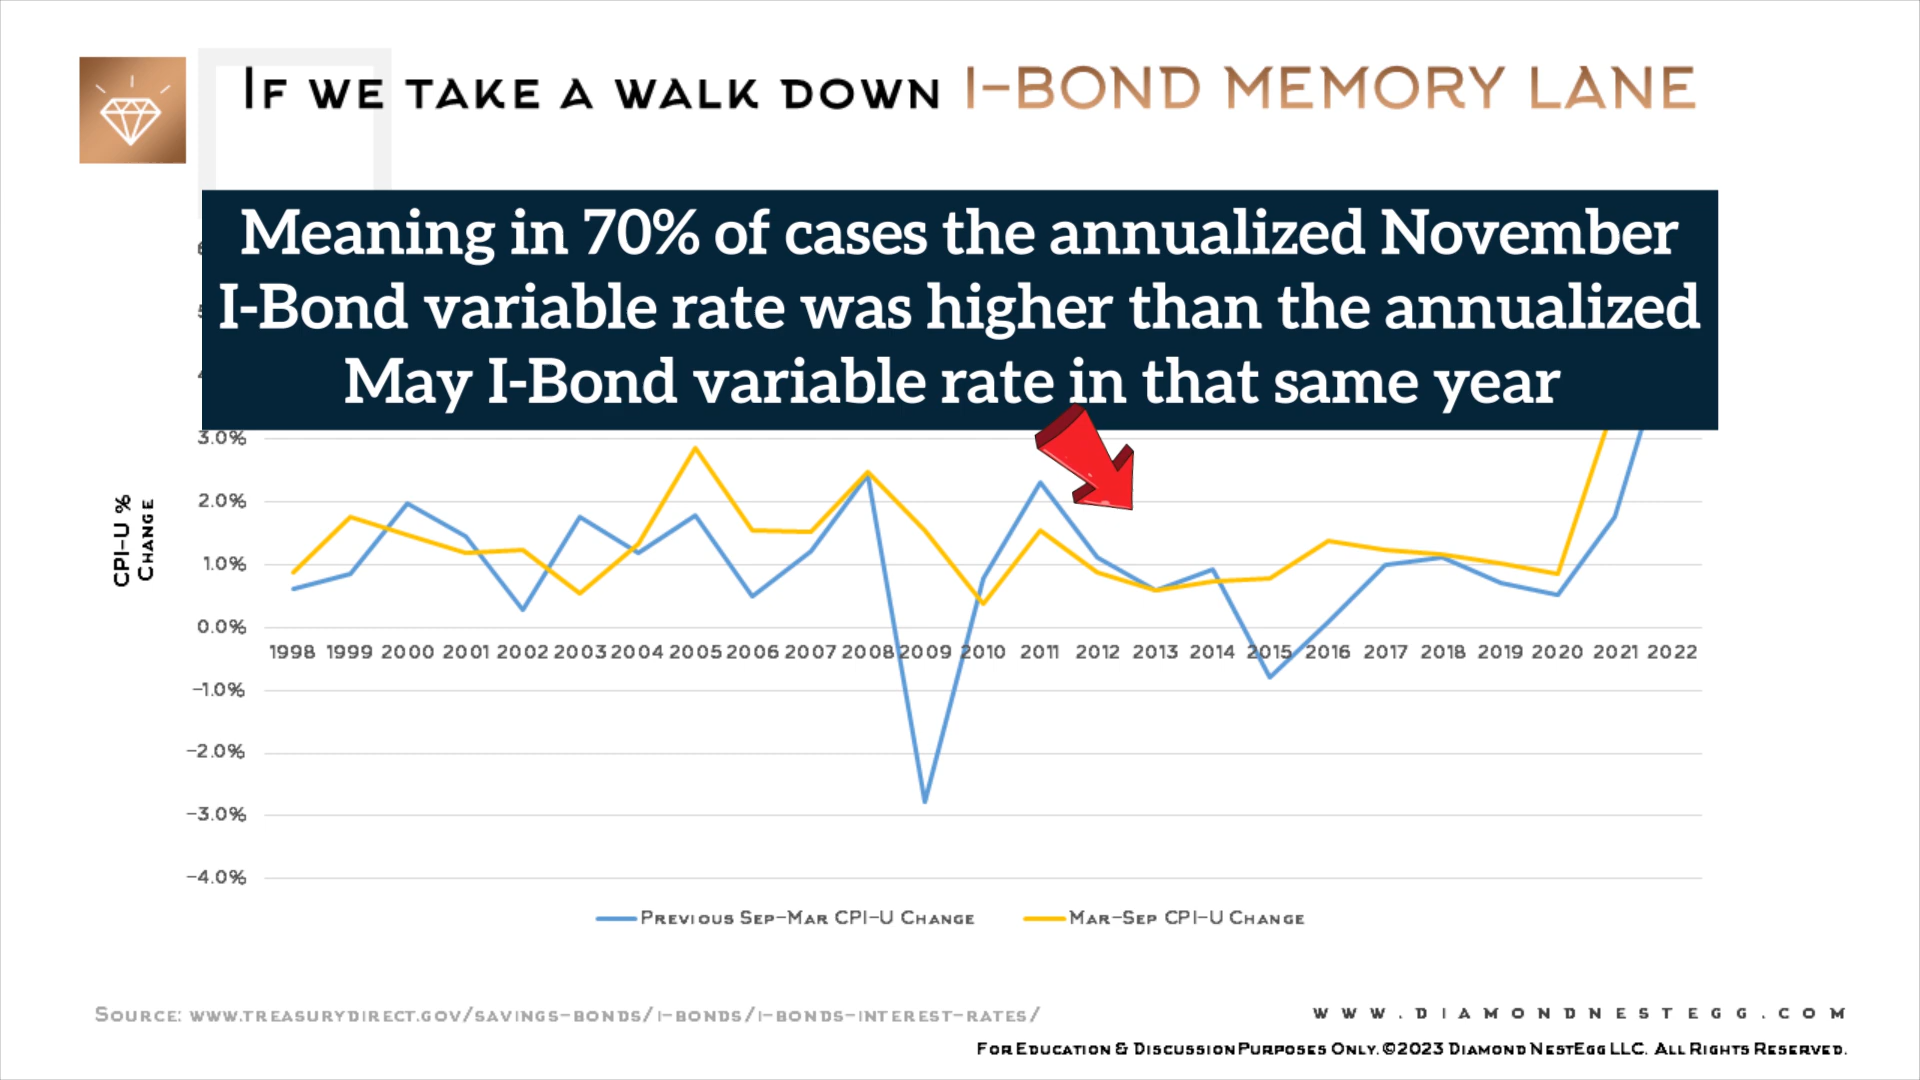 If we take a walk down I-Bond Memory Lane
Meaning in 70% of cases the annualized November
I-Bond variable rate was higher than the annualized
May I-Bond variable rate in that same year
3.0%
CPI-U %
Change
2.0%
1.0%
0.0%
1998 1999 2000 2001 2002 2003 2004 2005 2006 2007 2008 2009 2010 2011 2012 2013 2014 2015 2016 2017 2018 2019 2020 2021 2022
-1.0%
-2.0%
-3.0%
-4.0%
Previous Sep-Mar CPI-U Change Mar-Sep CPI-U Change
Source: www.treasurydirect.gov/savings-bonds/i-bonds/i-bonds-interest-rates/
www.diamondnestegg.com
For Education & Discussion Purposes Only. ©2023 Diamond NestEgg LLC. All Rights Reserved.